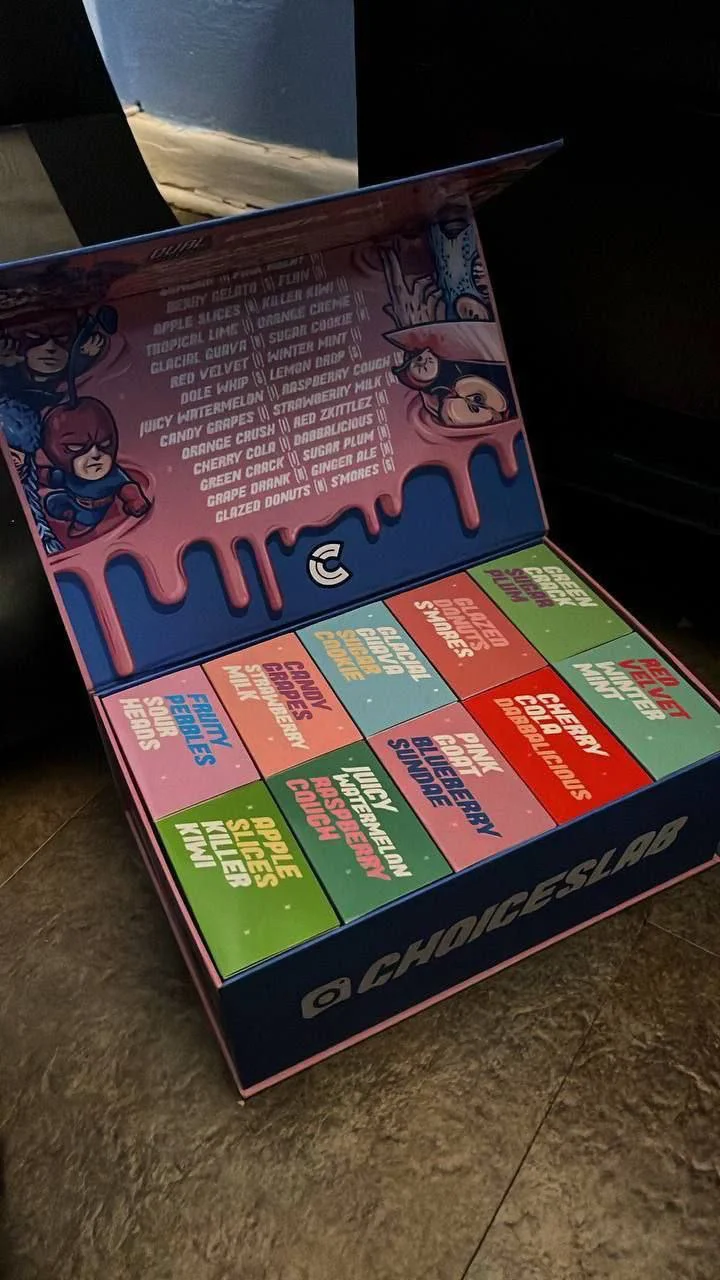 DUAL
BERRY GELATO \\ FLAN
APPLE SLICES \\ KILLER KIWI
TROPICAL LIME \\ ORANGE CREME
GLACIAL GUAVA \\ SUGAR COOKIE
RED VELVET \\ WINTER MINT
DOLE WHIP LEMON DROP
JUICY WATERMELON \\ RASPBERRY COUGH
CANDY GRAPES \\ STRAWBERRY MILK
ORANGE CRUSH \\ RED ZKITTLEZ
CHERRY COLA \\ DABBALICIOUS
GREEN CRACK \\ SUGAR PLUM
GRAPE DRANK GINGER ALE
GLAZED DONUTS S'MORES
C
GREEN
CRACK
SUGAR
PLUM
GLAZED
DONUTS
S'MORES
GLACIAL
GUAVA
SUGAR
COOKIE
CANDY
GRAPES
STRAWBERRY
MILK
FRUTY
PEBBLES
SOUR
HEADS
RED
VELVET
WINTER
MINT
CHERRY
COLA
DABBALICIOUS
PINK
GOAT
BLUEBERRY
SUNDAE
JUICY
WATERMELON
RASPBERRY
COUGH
APPLE
SLICES
KILLER
KIWI
CHOICESLAB